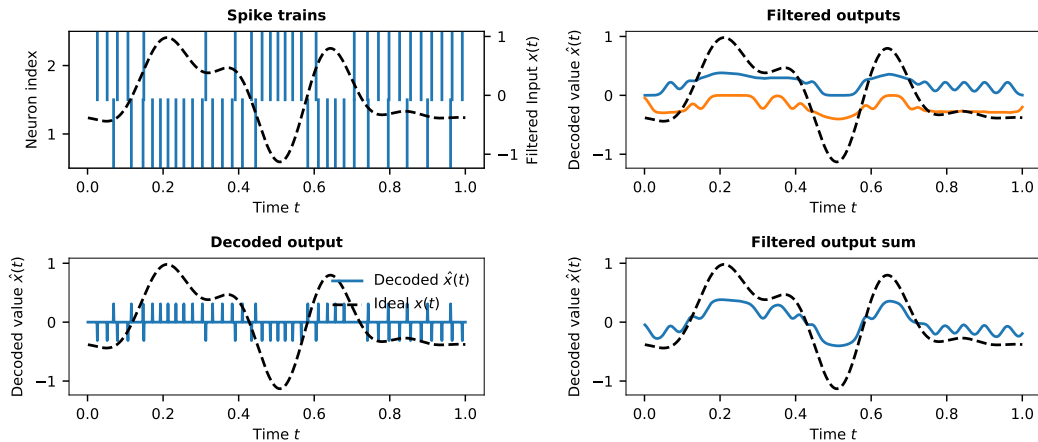 Spike trains
Neuron index
2
1
1
0
−1
Filtered Input x(t)
0.0 0.2 0.4 0.6 0.8 1.0
Time t
Filtered outputs
Decoded value x̂(t)
1
0
−1
0.0 0.2 0.4 0.6 0.8 1.0
Time t
Decoded output
Decoded value x̂(t)
1
0
−1
Decoded x̂(t)
Ideal x(t)
0.0 0.2 0.4 0.6 0.8 1.0
Time t
Filtered output sum
Decoded value x̂(t)
1
0
−1
0.0 0.2 0.4 0.6 0.8 1.0
Time t